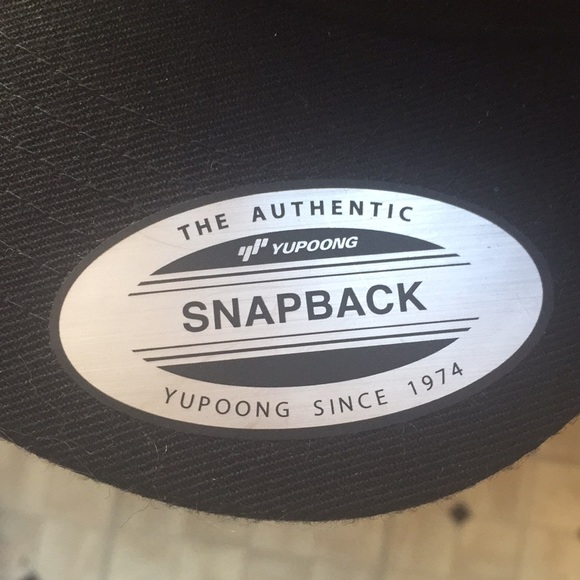 THE AUTHENTIC
YUPOONG
SNAPBACK
YUPOONG SINCE 1974